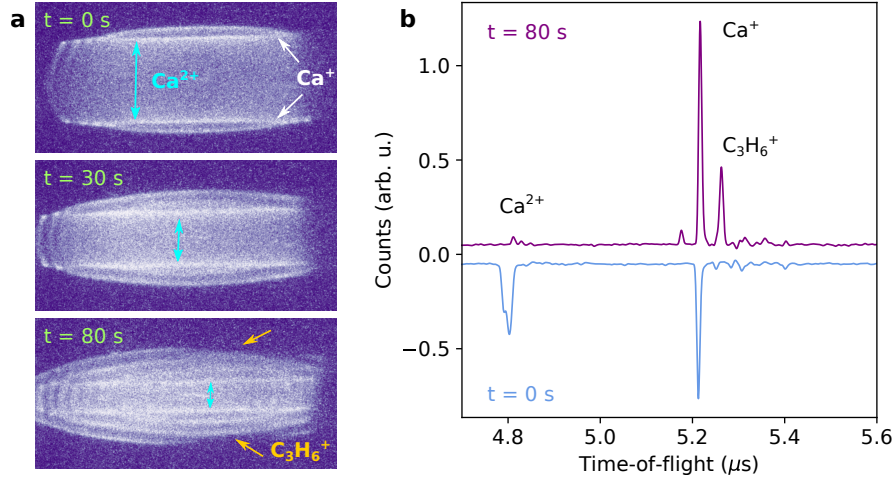 a
t = 0 s
Ca²⁺
Ca⁺
t = 30 s
t = 80 s
C₃H₆⁺
b
t = 80 s
Ca⁺
C₃H₆⁺
Ca²⁺
t = 0 s
Counts (arb. u.)
1.0
0.5
0.0
−0.5
4.8 5.0 5.2 5.4 5.6
Time-of-flight (μs)